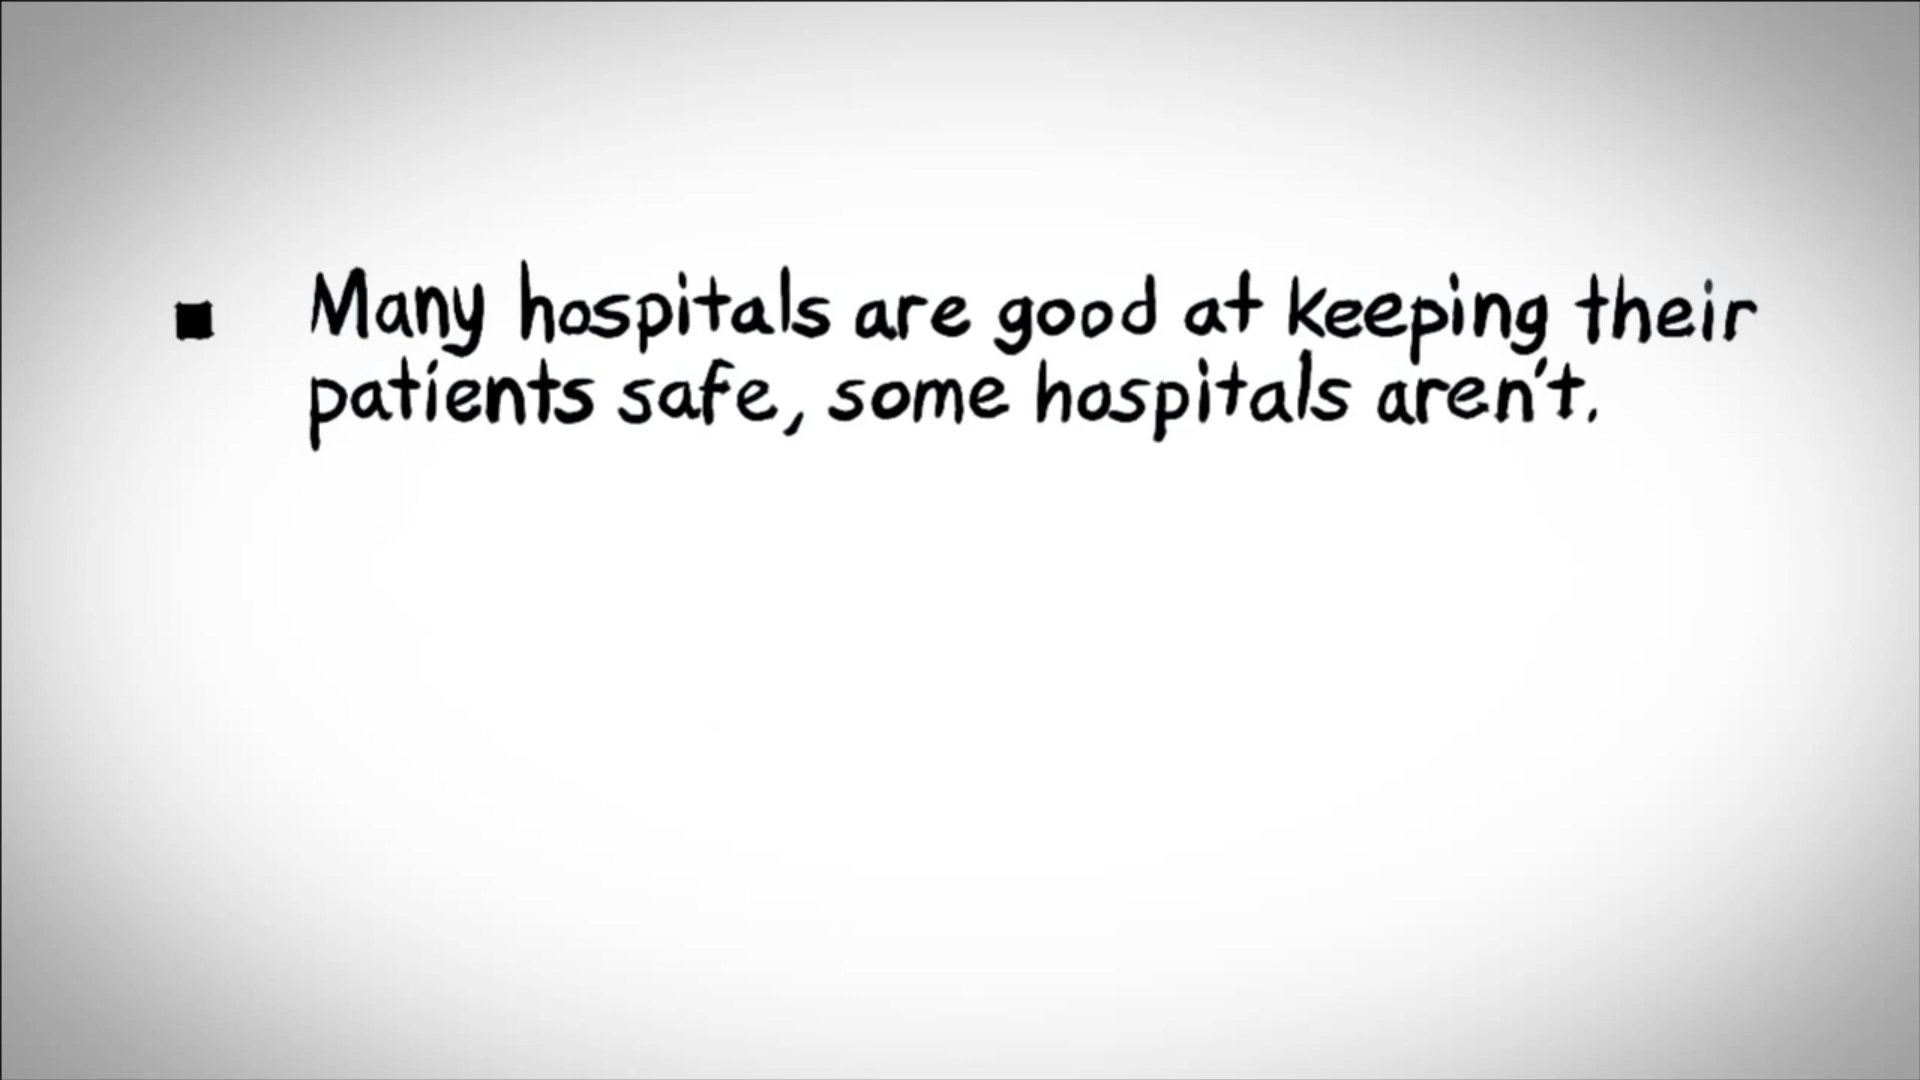 ▪ Many hospitals are good at keeping their
patients safe, some hospitals aren't.